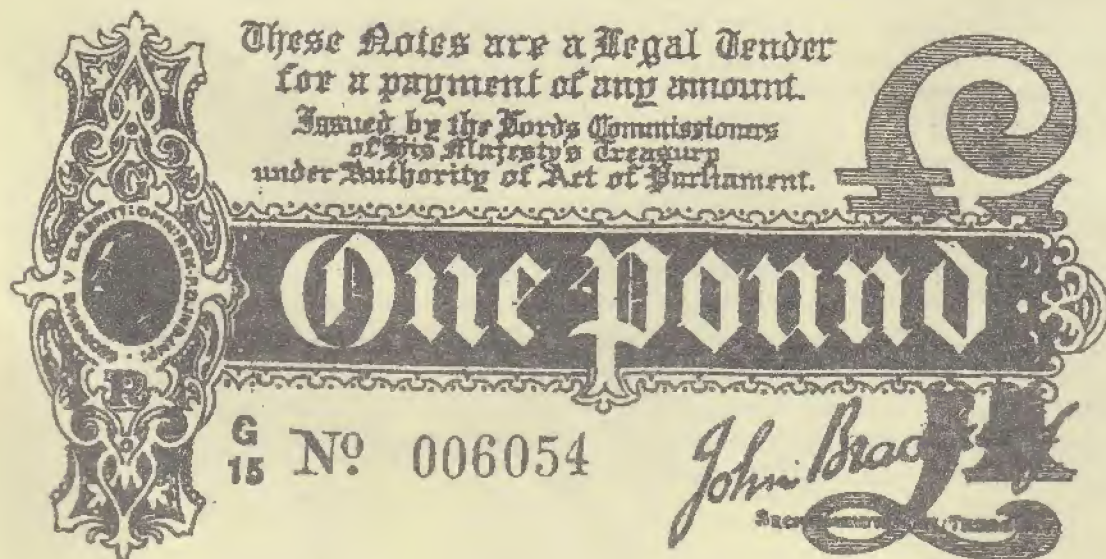 These Notes are a Legal Tender
for a payment of any amount.
Issued by the Lords Commissioners
of His Majesty's Treasury
under Authority of Act of Parliament.
£
G
One Pound
R
G
15 Nº 006054
John